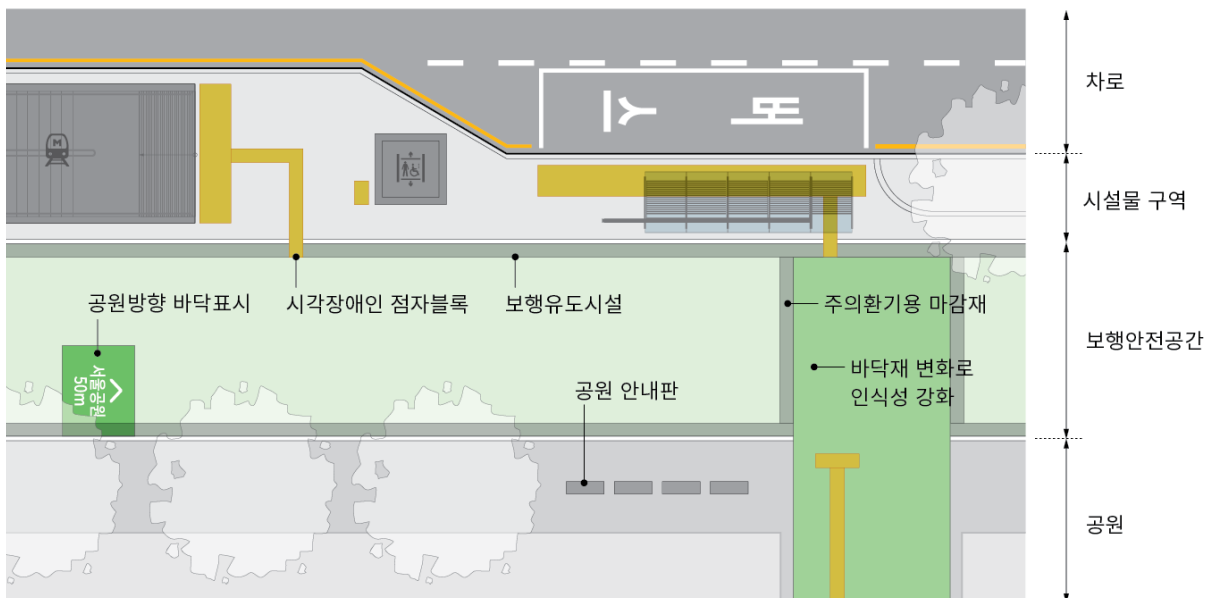 버스
차로
M
시설물 구역
공원방향 바닥표시
시각장애인 점자블록
보행유도시설
주의환기용 마감재
보행안전공간
서울공원
50m
바닥재 변화로
인식성 강화
공원 안내판
공원